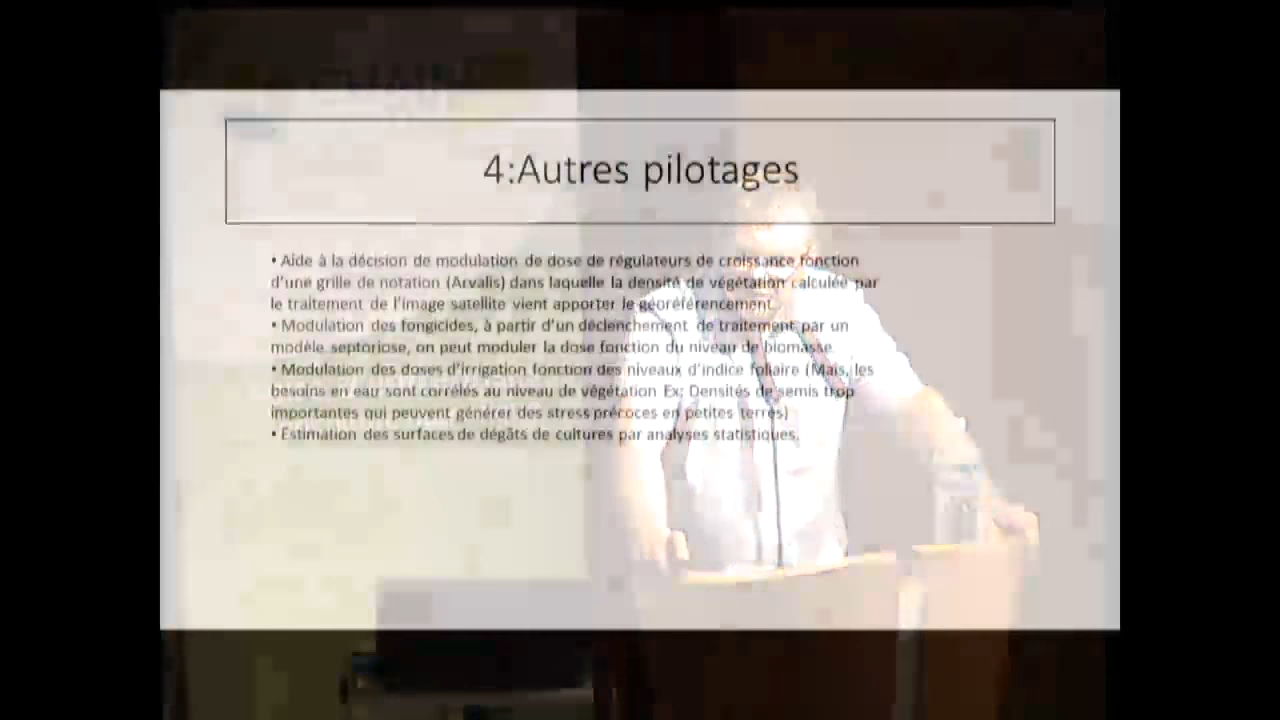 4:Autres pilotages
• Aide à la décision de modulation de dose de régulateurs de croissance fonction
d'une grille de notation (Arvalis) dans laquelle la densité de végétation calculée par
le traitement de l'image satellite vient apporter le géoréférencement.
• Modulation des fongicides, à partir d'un déclenchement de traitement par un
modèle septoriose, on peut moduler la dose fonction du niveau de biomasse.
• Modulation des doses d'irrigation fonction des niveaux d'indice foliaire (Maïs, les
besoins en eau sont corrélés au niveau de végétation Ex: Densités de semis trop
importantes qui peuvent générer des stress précoces en petites terres)
• Estimation des surfaces de dégâts de cultures par analyses statistiques.